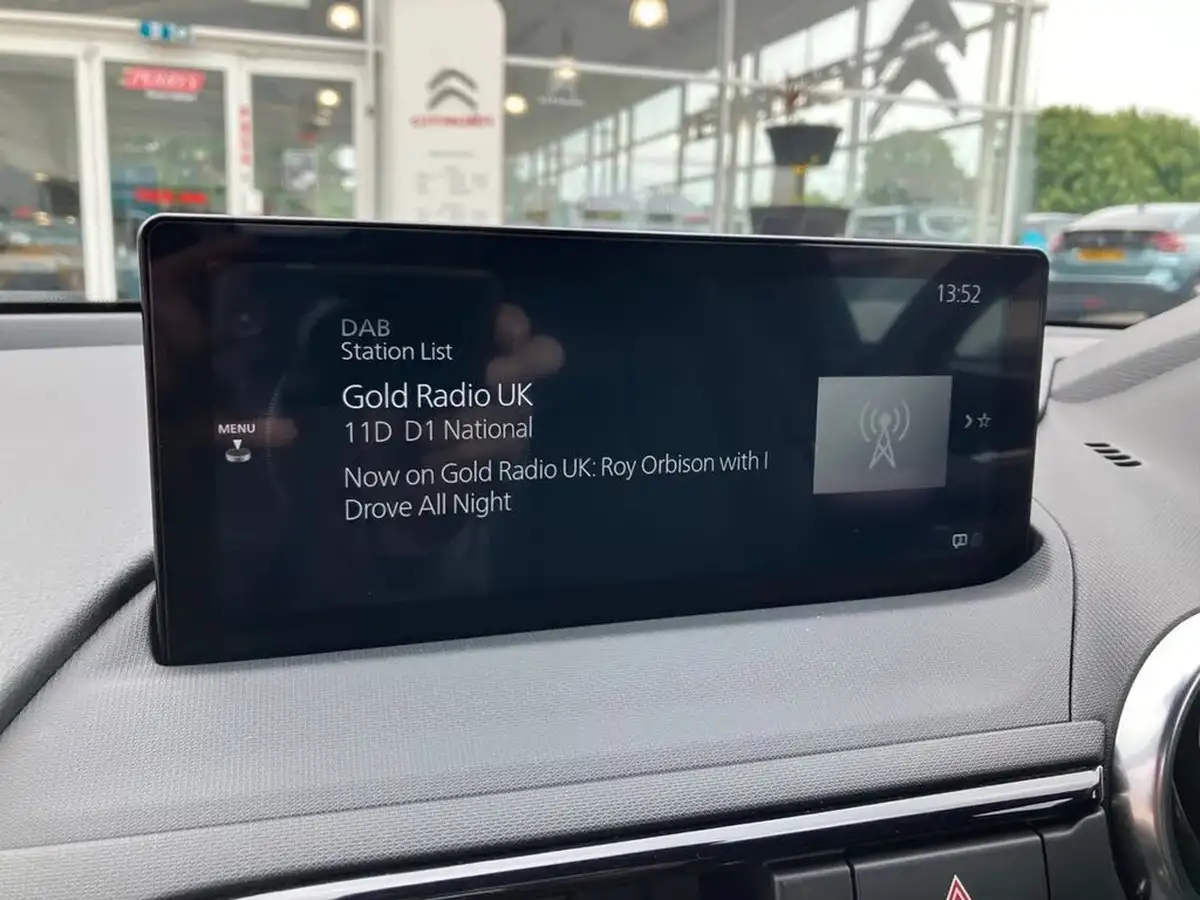 CITROËN
13:52
DAB
Station List
Gold Radio UK
11D D1 National
MENU
Now on Gold Radio UK: Roy Orbison with I
Drove All Night